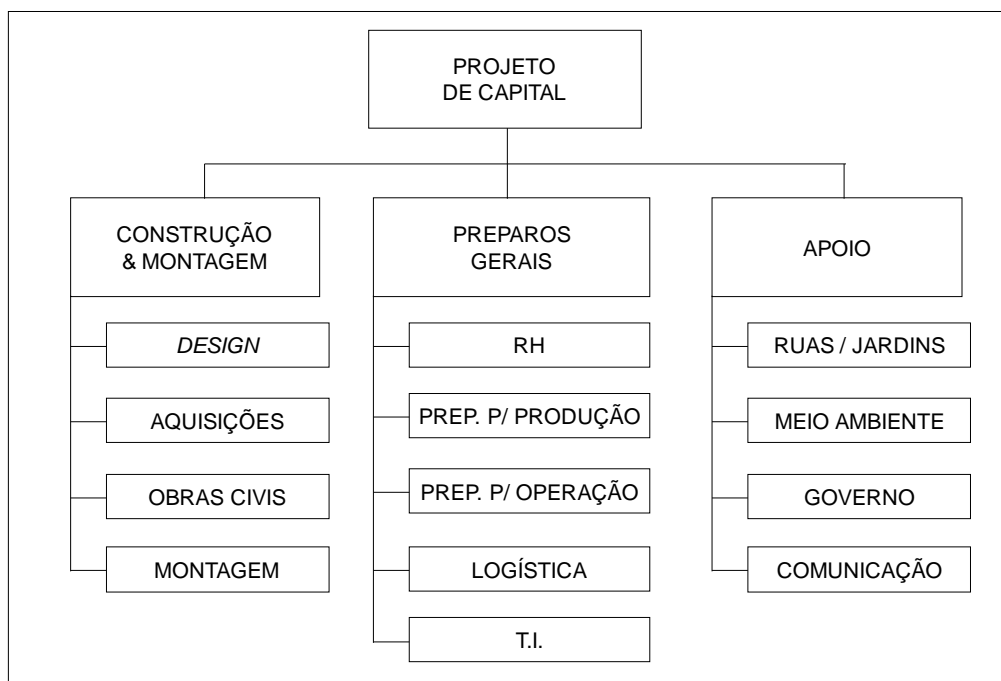 PROJETO
DE CAPITAL
CONSTRUÇÃO
& MONTAGEM
DESIGN
AQUISIÇÕES
OBRAS CIVIS
MONTAGEM
PREPAROS
GERAIS
RH
PREP. P/ PRODUÇÃO
PREP. P/ OPERAÇÃO
LOGÍSTICA
T.I.
APOIO
RUAS / JARDINS
MEIO AMBIENTE
GOVERNO
COMUNICAÇÃO